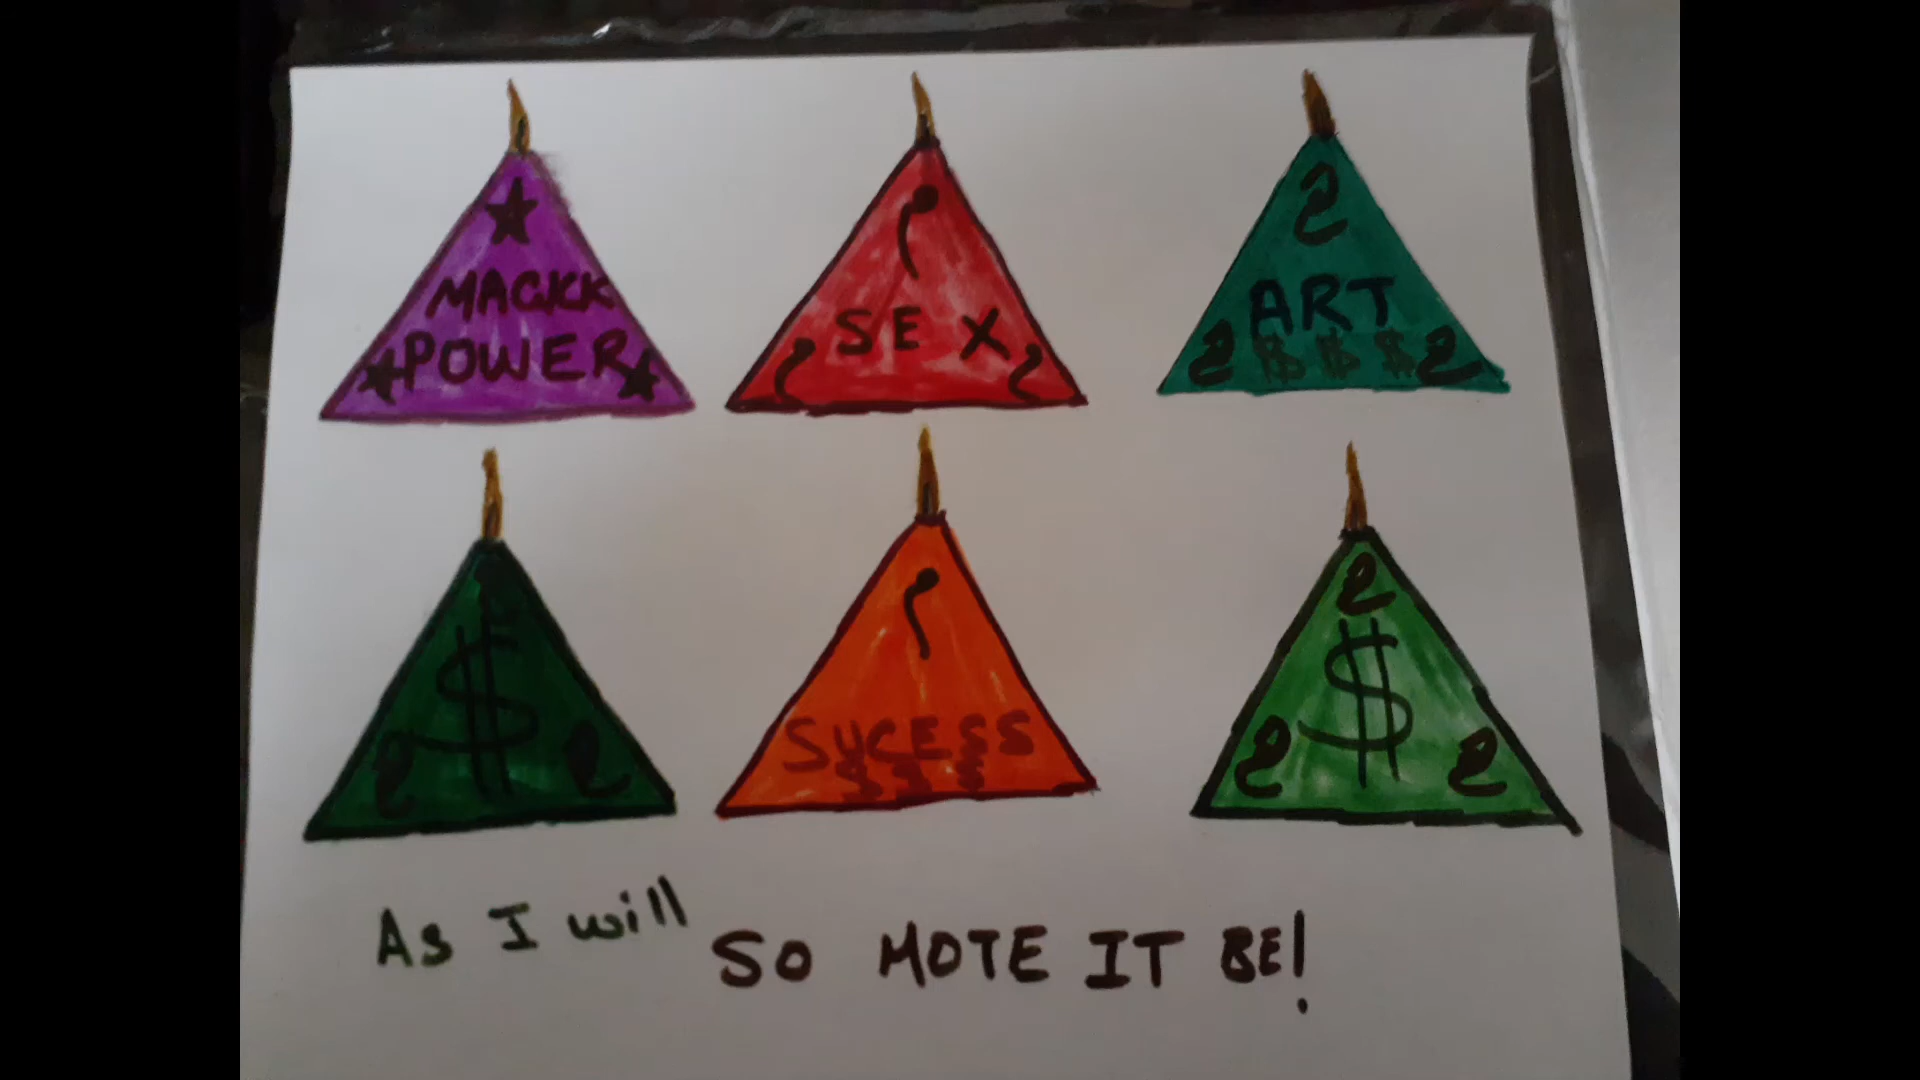 MAGICK
POWER
SEX
ART
$ $ $
$
SUCESS
$ $ $
$
As I will
SO MOTE IT BE!